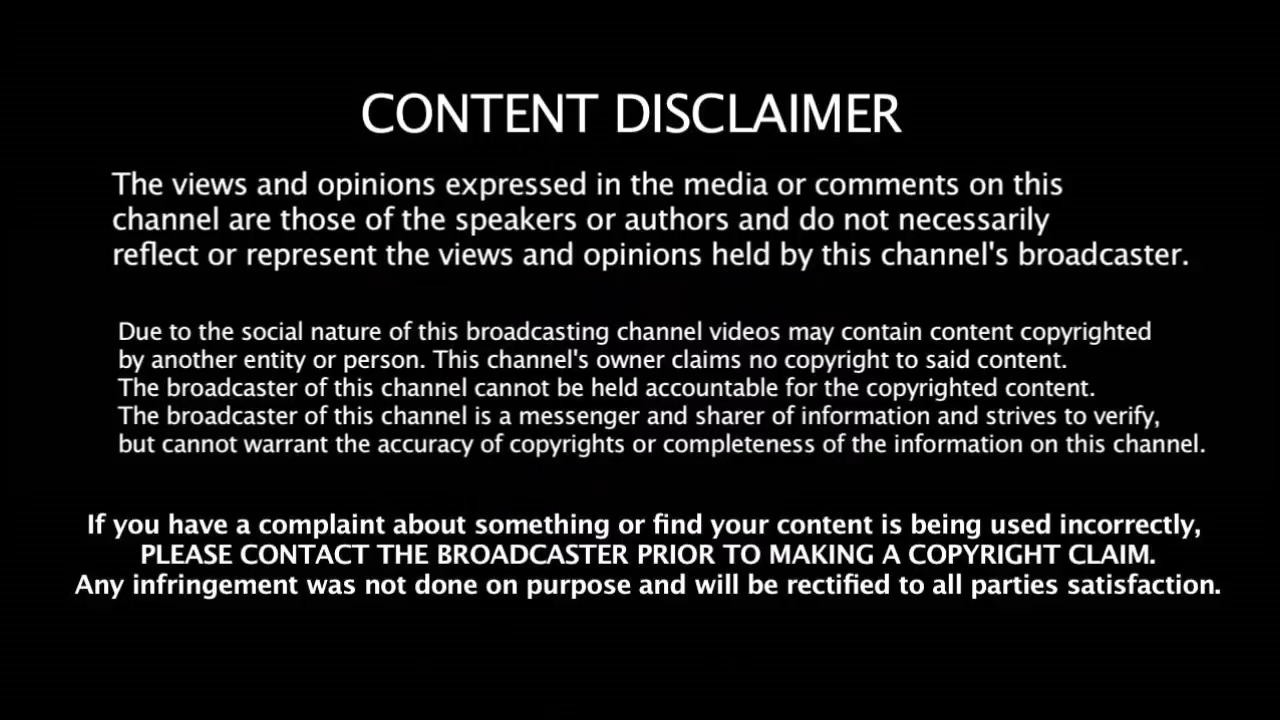 CONTENT DISCLAIMER
The views and opinions expressed in the media or comments on this
channel are those of the speakers or authors and do not necessarily
reflect or represent the views and opinions held by this channel's broadcaster.
Due to the social nature of this broadcasting channel videos may contain content copyrighted
by another entity or person. This channel's owner claims no copyright to said content.
The broadcaster of this channel cannot be held accountable for the copyrighted content.
The broadcaster of this channel is a messenger and sharer of information and strives to verify,
but cannot warrant the accuracy of copyrights or completeness of the information on this channel.
If you have a complaint about something or find your content is being used incorrectly,
PLEASE CONTACT THE BROADCASTER PRIOR TO MAKING A COPYRIGHT CLAIM.
Any infringement was not done on purpose and will be rectified to all parties satisfaction.